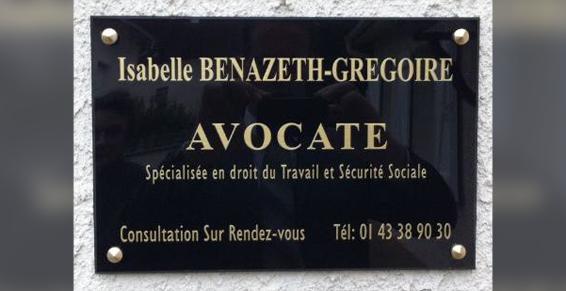 Isabelle BENAZETH-GREGOIRE
AVOCATE
Spécialisée en droit du Travail et Sécurité Sociale
Consultation Sur Rendez-vous Tél: 01 43 38 90 30